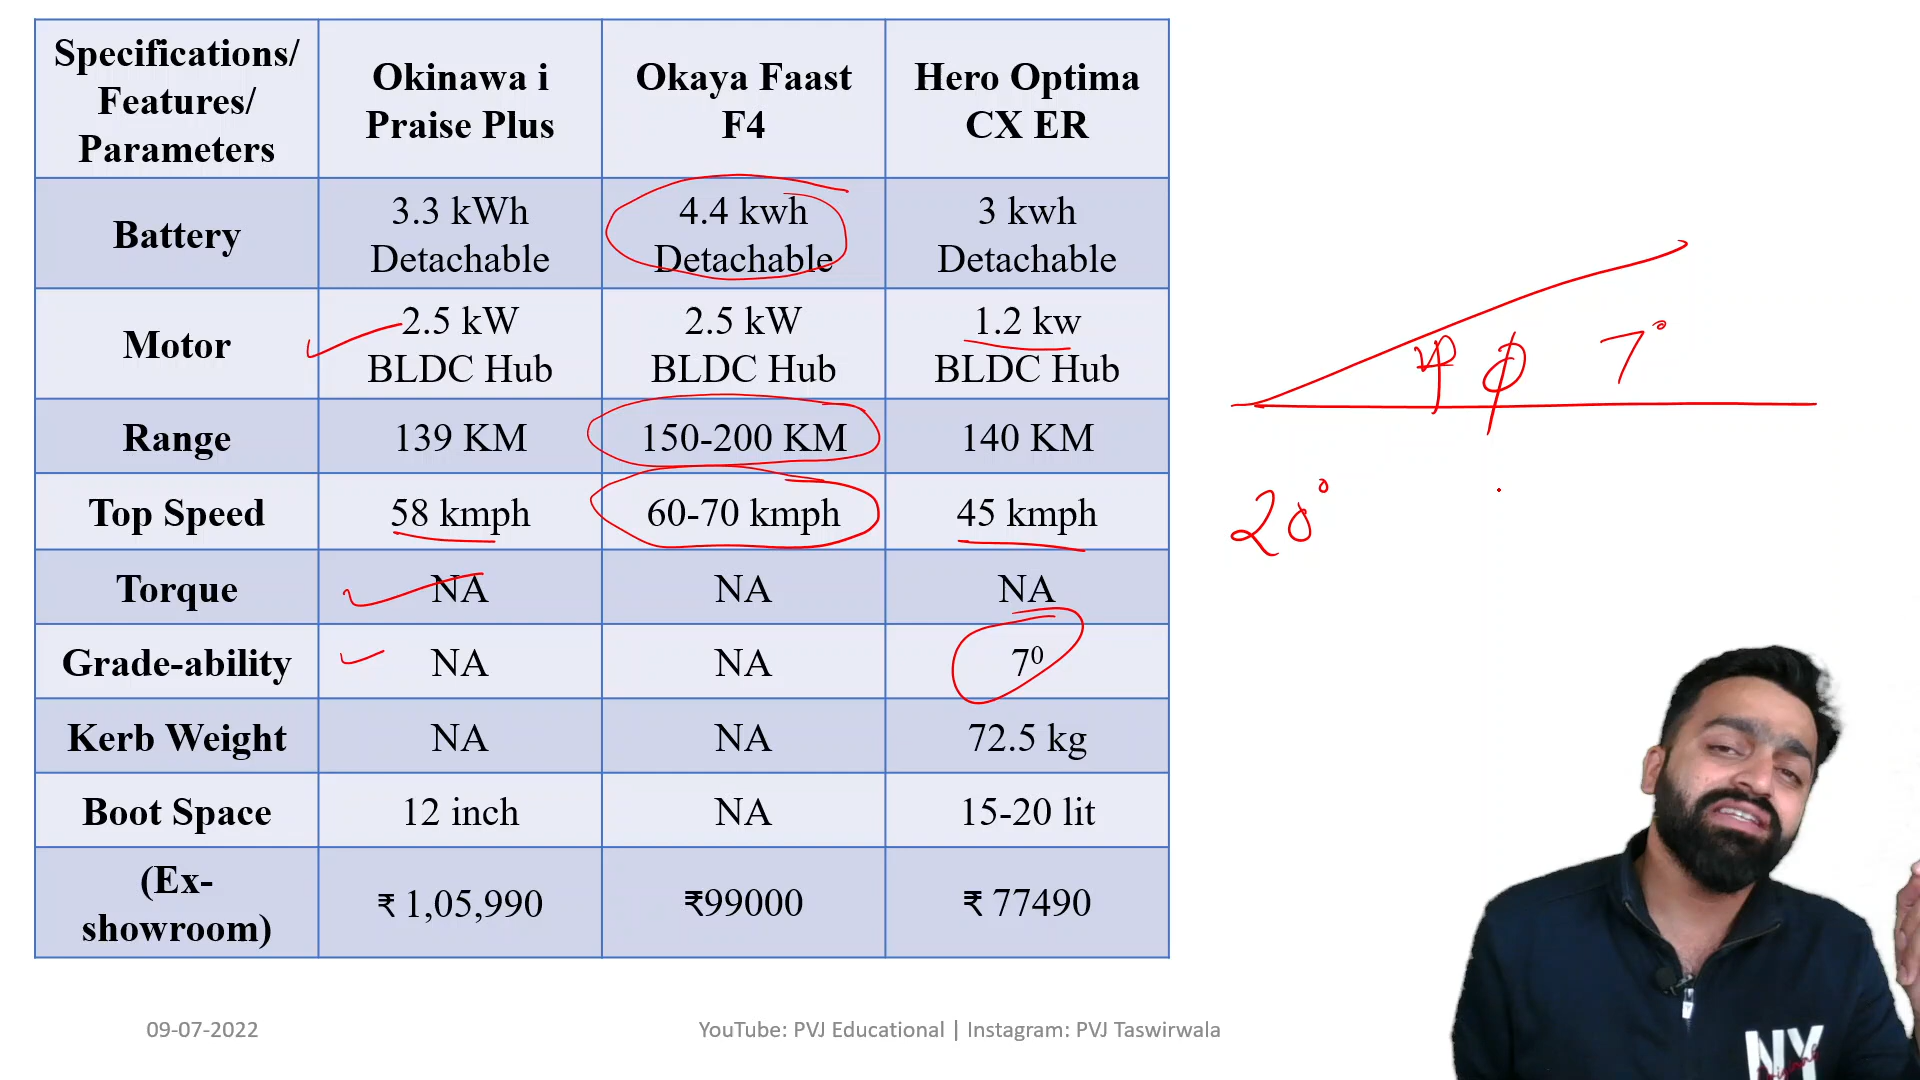 Specifications/
Features/
Parameters
Okinawa i
Praise Plus
Okaya Faast
F4
Hero Optima
CX ER
Battery
3.3 kWh
Detachable
4.4 kwh
Detachable
3 kwh
Detachable
Motor
2.5 kW
BLDC Hub
2.5 kW
BLDC Hub
1.2 kw
BLDC Hub
Range
139 KM
150-200 KM
140 KM
Top Speed
58 kmph
60-70 kmph
45 kmph
Torque
NA
NA
NA
Grade-ability
NA
NA
7⁰
Kerb Weight
NA
NA
72.5 kg
Boot Space
12 inch
NA
15-20 lit
(Ex-
showroom)
₹ 1,05,990
₹99000
₹ 77490
ψ ϕ 7°
20°
09-07-2022
YouTube: PVJ Educational | Instagram: PVJ Taswirwala
NY